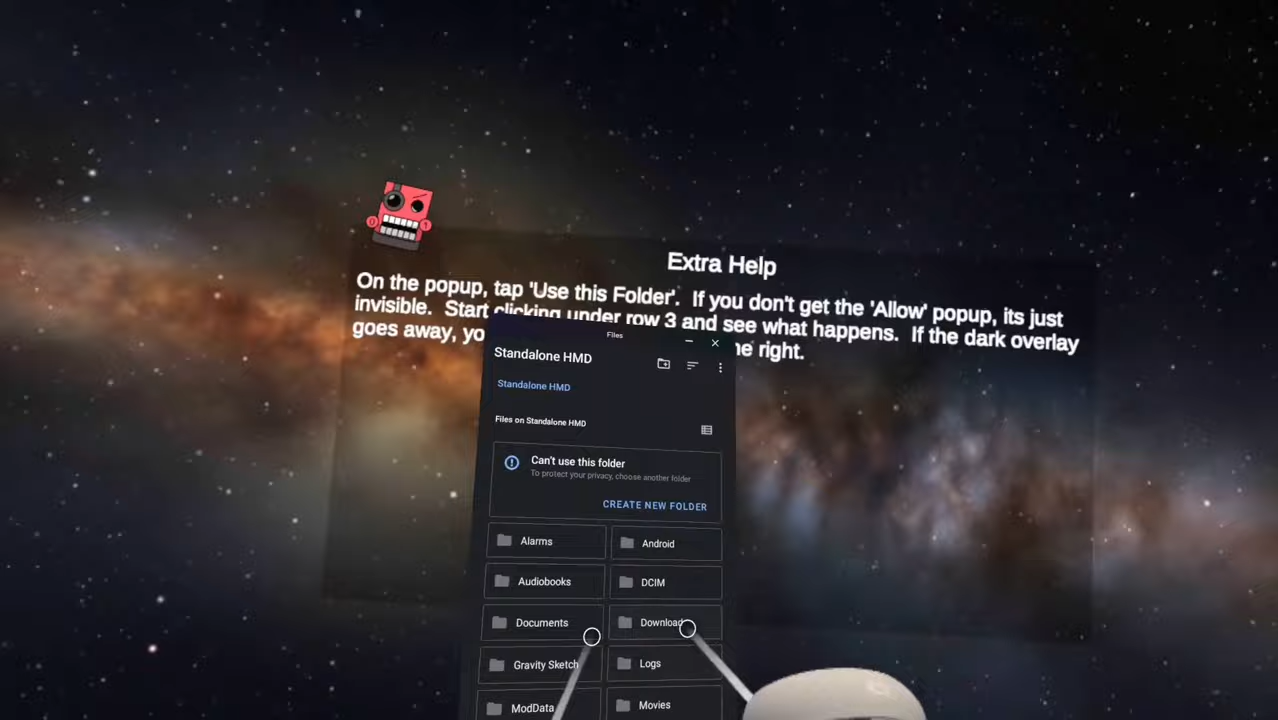 Extra Help
On the popup, tap 'Use this Folder'. If you don't get the 'Allow' popup, its just
invisible. Start clicking under row 3 and see what happens. If the dark overlay
goes away, yo he right.
Files
Standalone HMD
Standalone HMD
Files on Standalone HMD
Can't use this folder
To protect your privacy, choose another folder
CREATE NEW FOLDER
Alarms Android
Audiobooks DCIM
Documents Download
Gravity Sketch Logs
ModData Movies